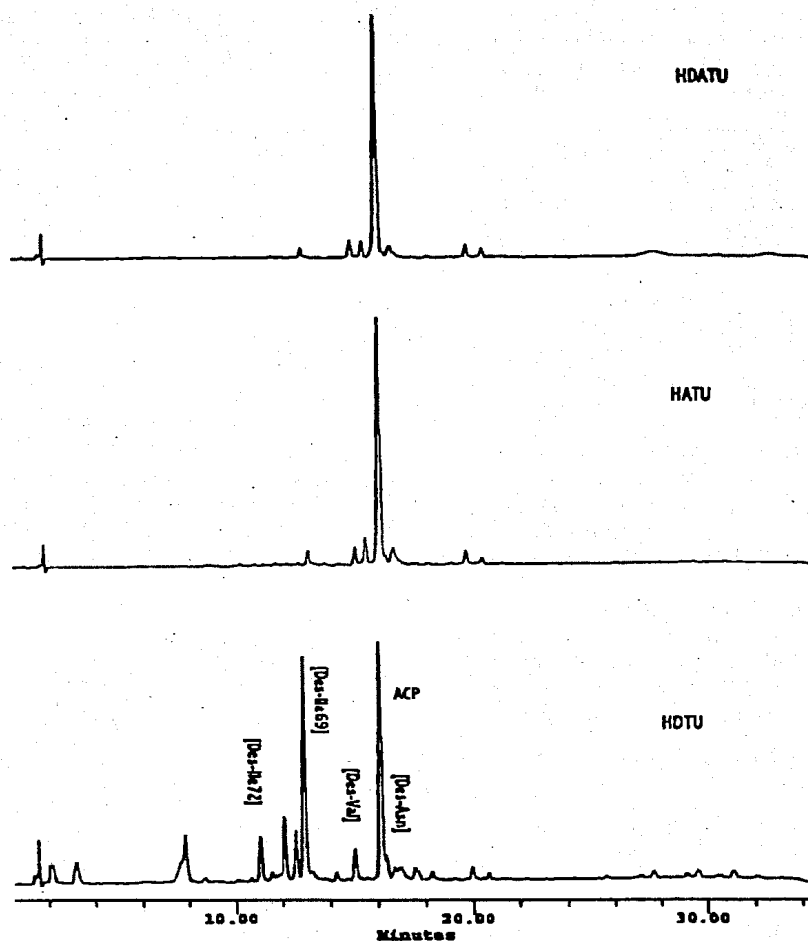 HDATU
HATU
HDTU
ACP
[Des-Ile72]
[Des-Ile69]
[Des-Val]
[Des-Asn]
10.00
20.00
30.00
Minutes